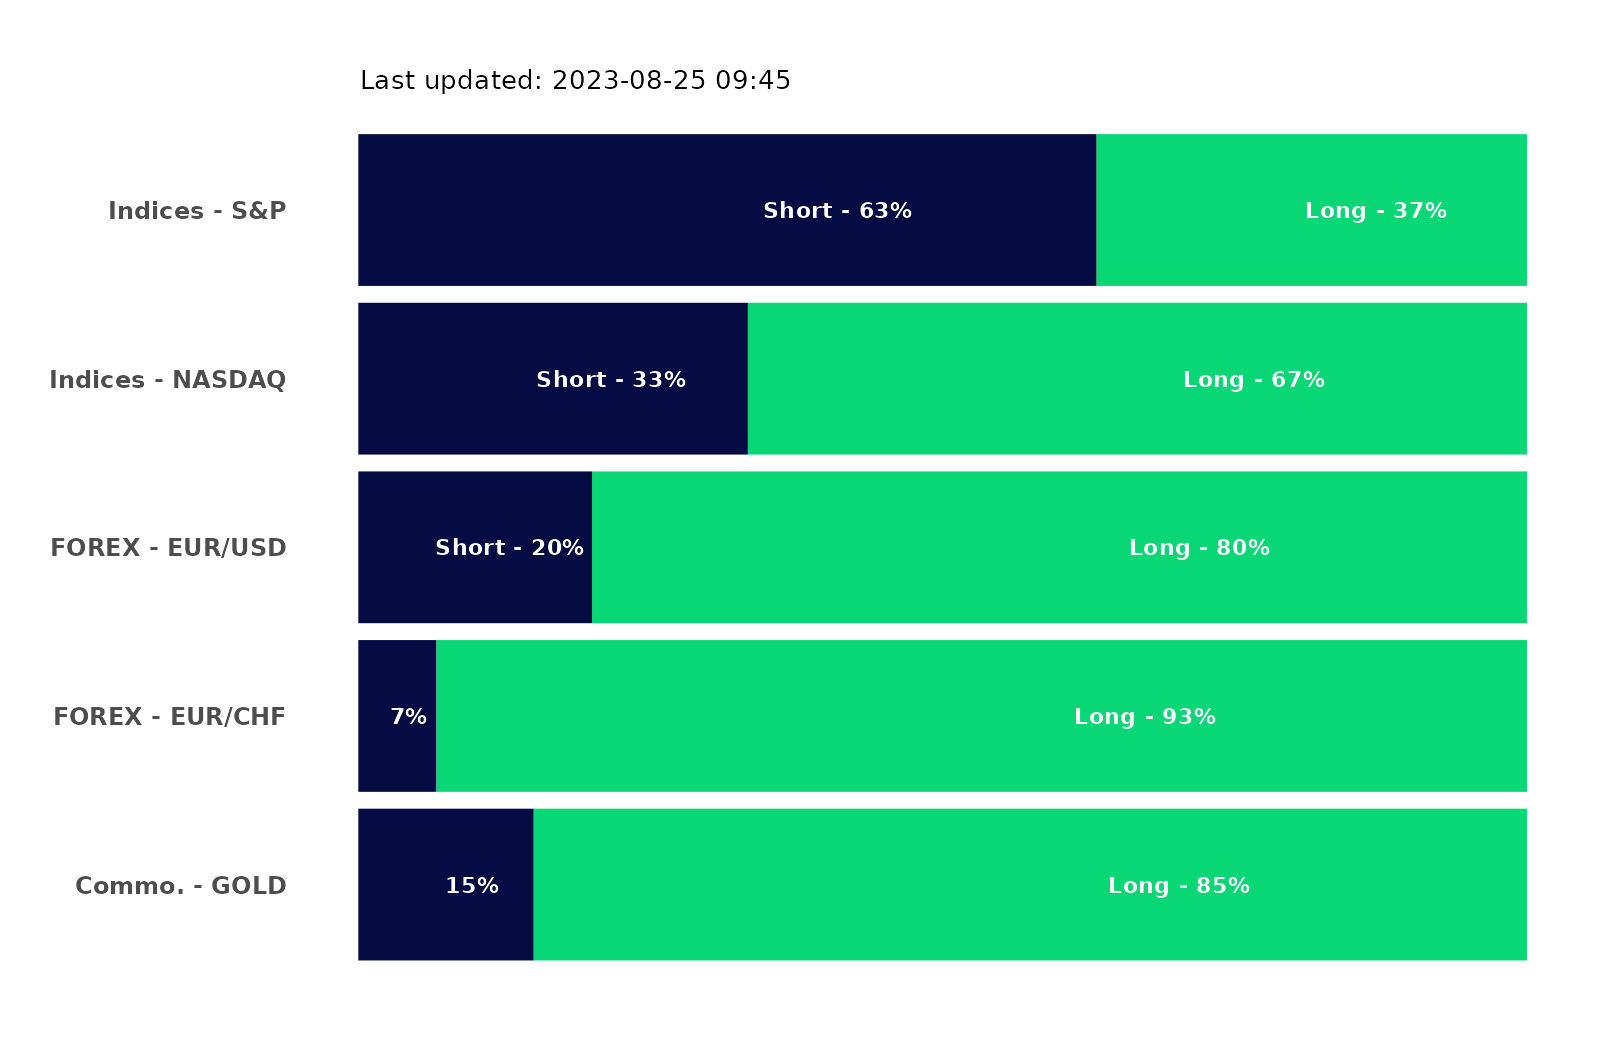 Last updated: 2023-08-25 09:45
Indices - S&P Short - 63% Long - 37%
Indices - NASDAQ Short - 33% Long - 67%
FOREX - EUR/USD Short - 20% Long - 80%
FOREX - EUR/CHF 7% Long - 93%
Commo. - GOLD 15% Long - 85%